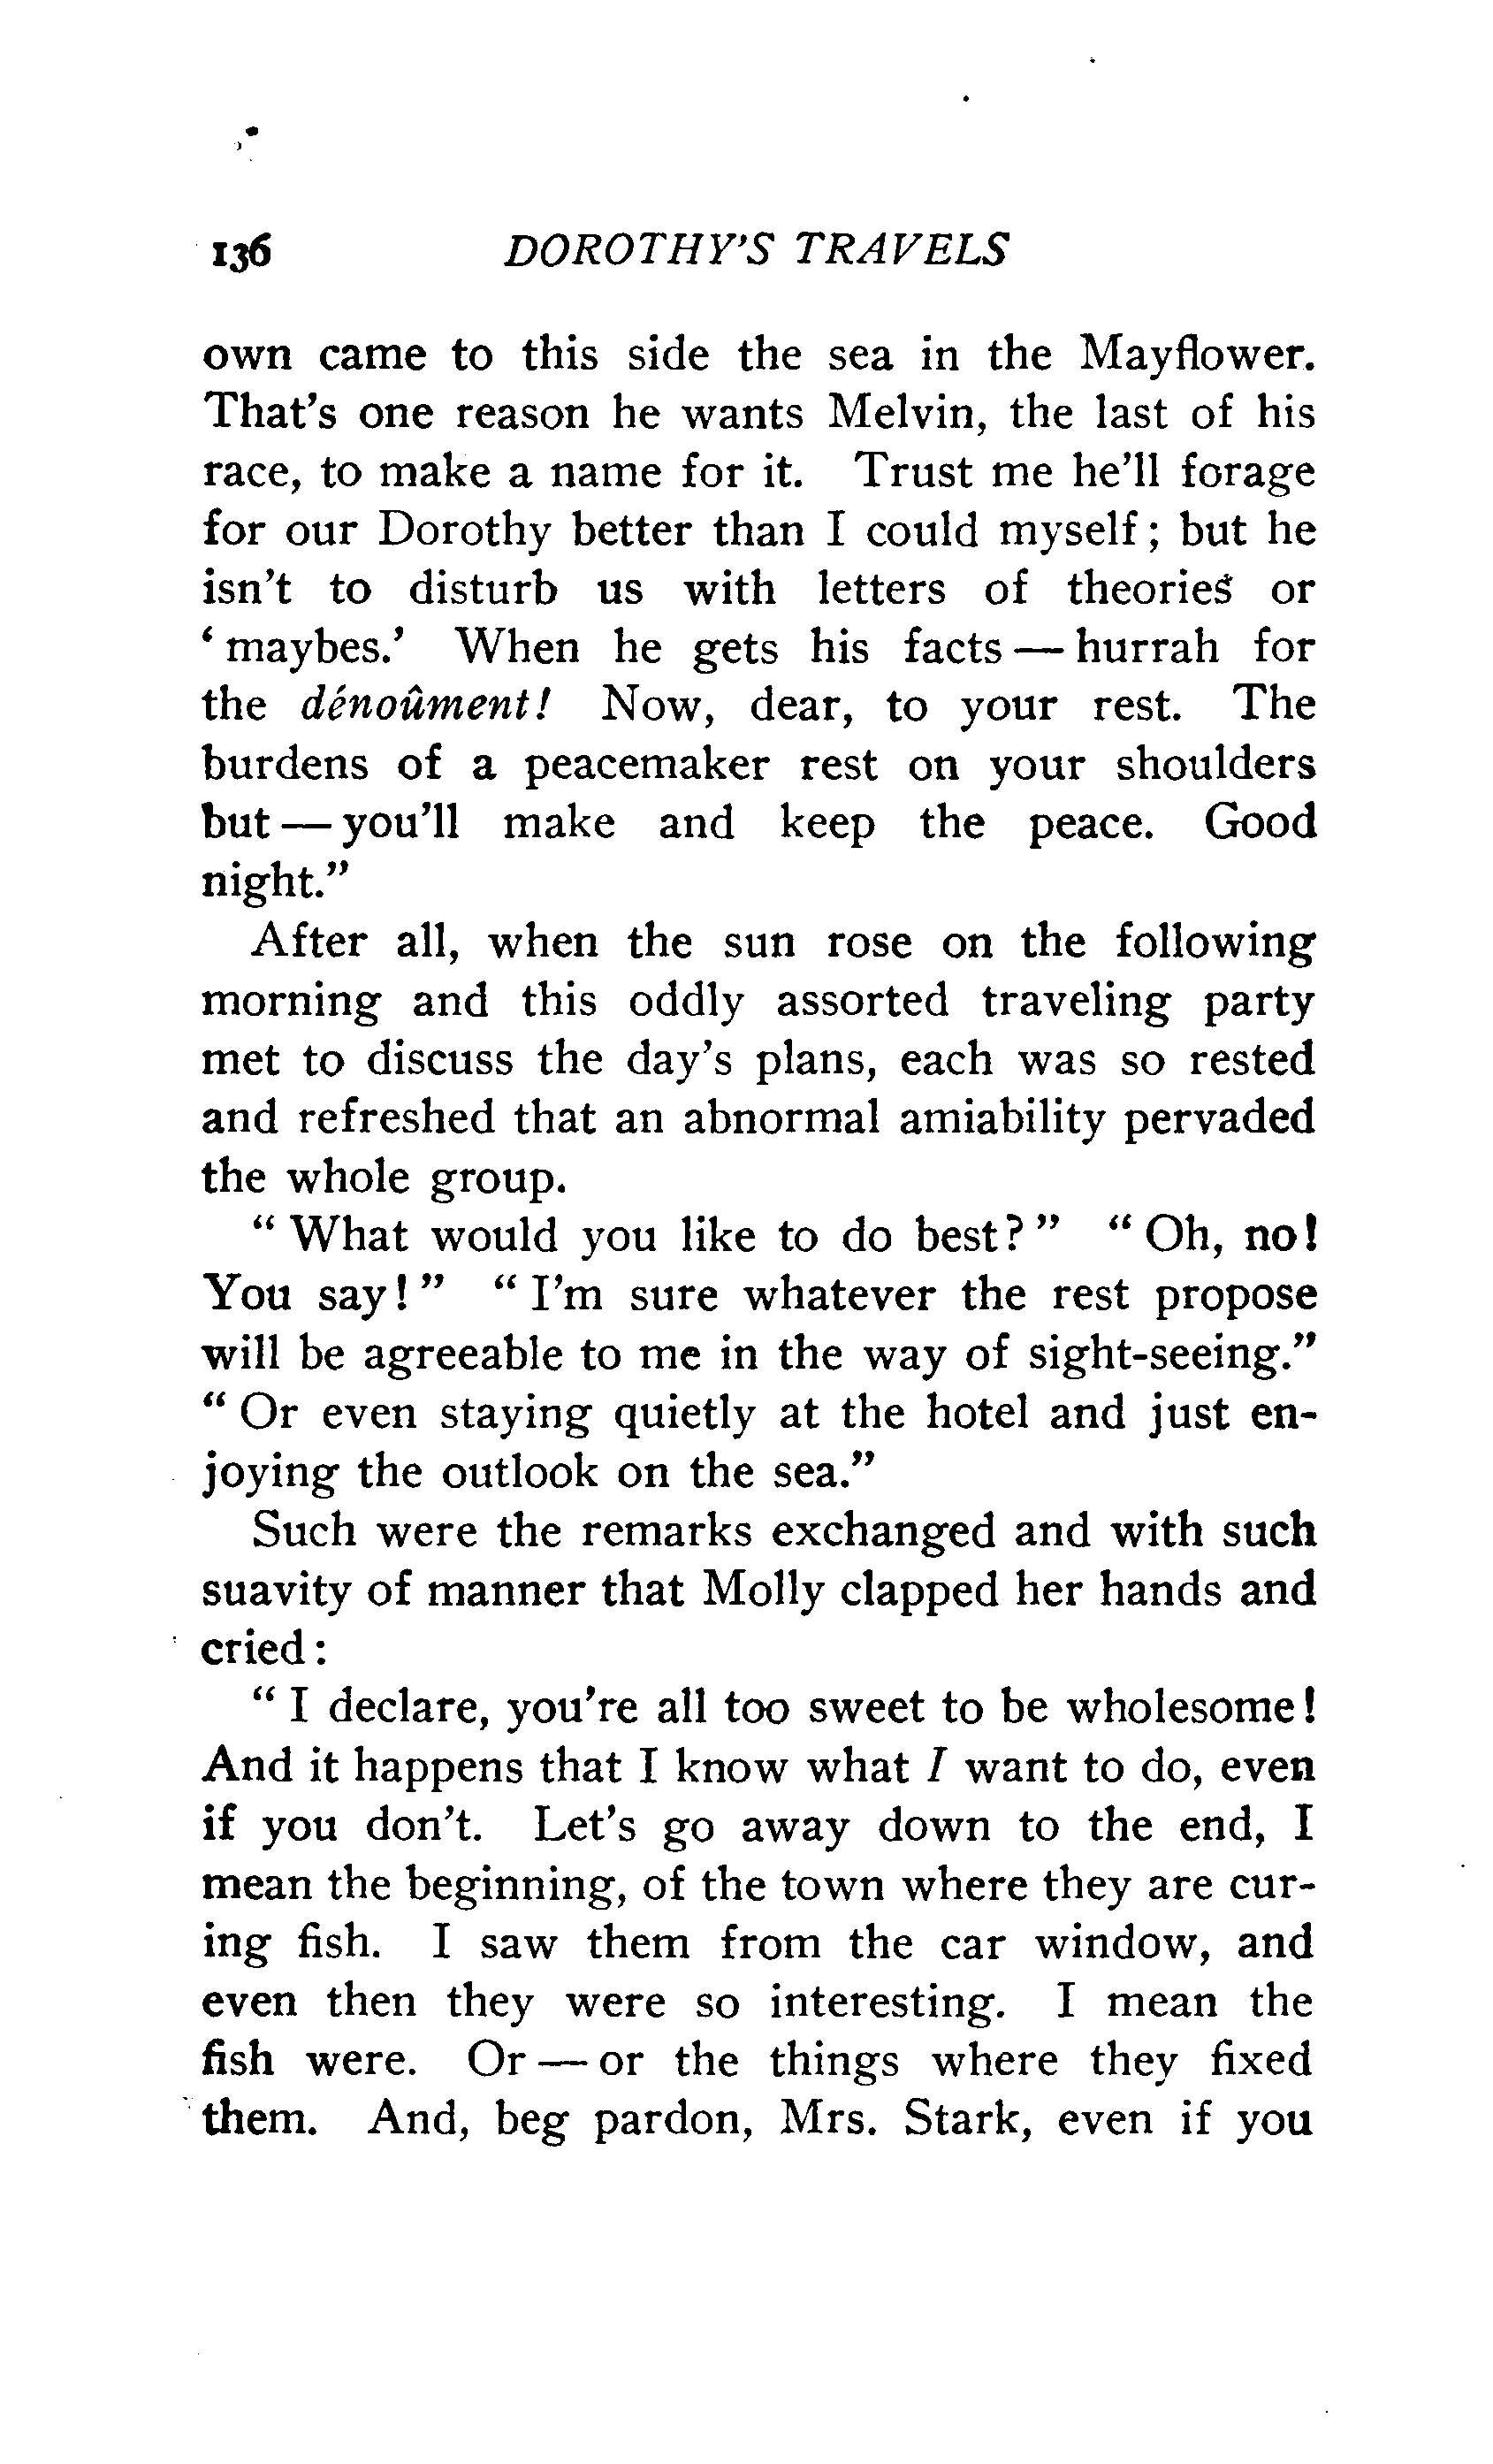 136 DOROTHY'S TRAVELS
own came to this side the sea in the Mayflower.
That's one reason he wants Melvin, the last of his
race, to make a name for it. Trust me he'll forage
for our Dorothy better than I could myself; but he
isn't to disturb us with letters of theories or
'maybes.' When he gets his facts — hurrah for
the dénoûment! Now, dear, to your rest. The
burdens of a peacemaker rest on your shoulders
but — you'll make and keep the peace. Good
night."
After all, when the sun rose on the following
morning and this oddly assorted traveling party
met to discuss the day's plans, each was so rested
and refreshed that an abnormal amiability pervaded
the whole group.
"What would you like to do best?" "Oh, no!
You say!" "I'm sure whatever the rest propose
will be agreeable to me in the way of sight-seeing."
"Or even staying quietly at the hotel and just en-
joying the outlook on the sea."
Such were the remarks exchanged and with such
suavity of manner that Molly clapped her hands and
cried:
"I declare, you're all too sweet to be wholesome!
And it happens that I know what I want to do, even
if you don't. Let's go away down to the end, I
mean the beginning, of the town where they are cur-
ing fish. I saw them from the car window, and
even then they were so interesting. I mean the
fish were. Or — or the things where they fixed
them. And, beg pardon, Mrs. Stark, even if you